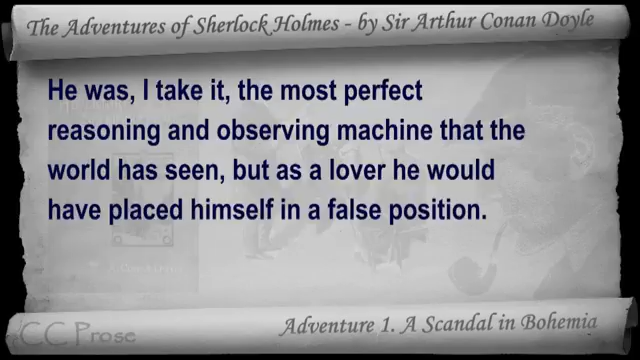 The Adventures of Sherlock Holmes - by Sir Arthur Conan Doyle
He was, I take it, the most perfect
reasoning and observing machine that the
world has seen, but as a lover he would
have placed himself in a false position.
CC Prose
Adventure 1. A Scandal in Bohemia